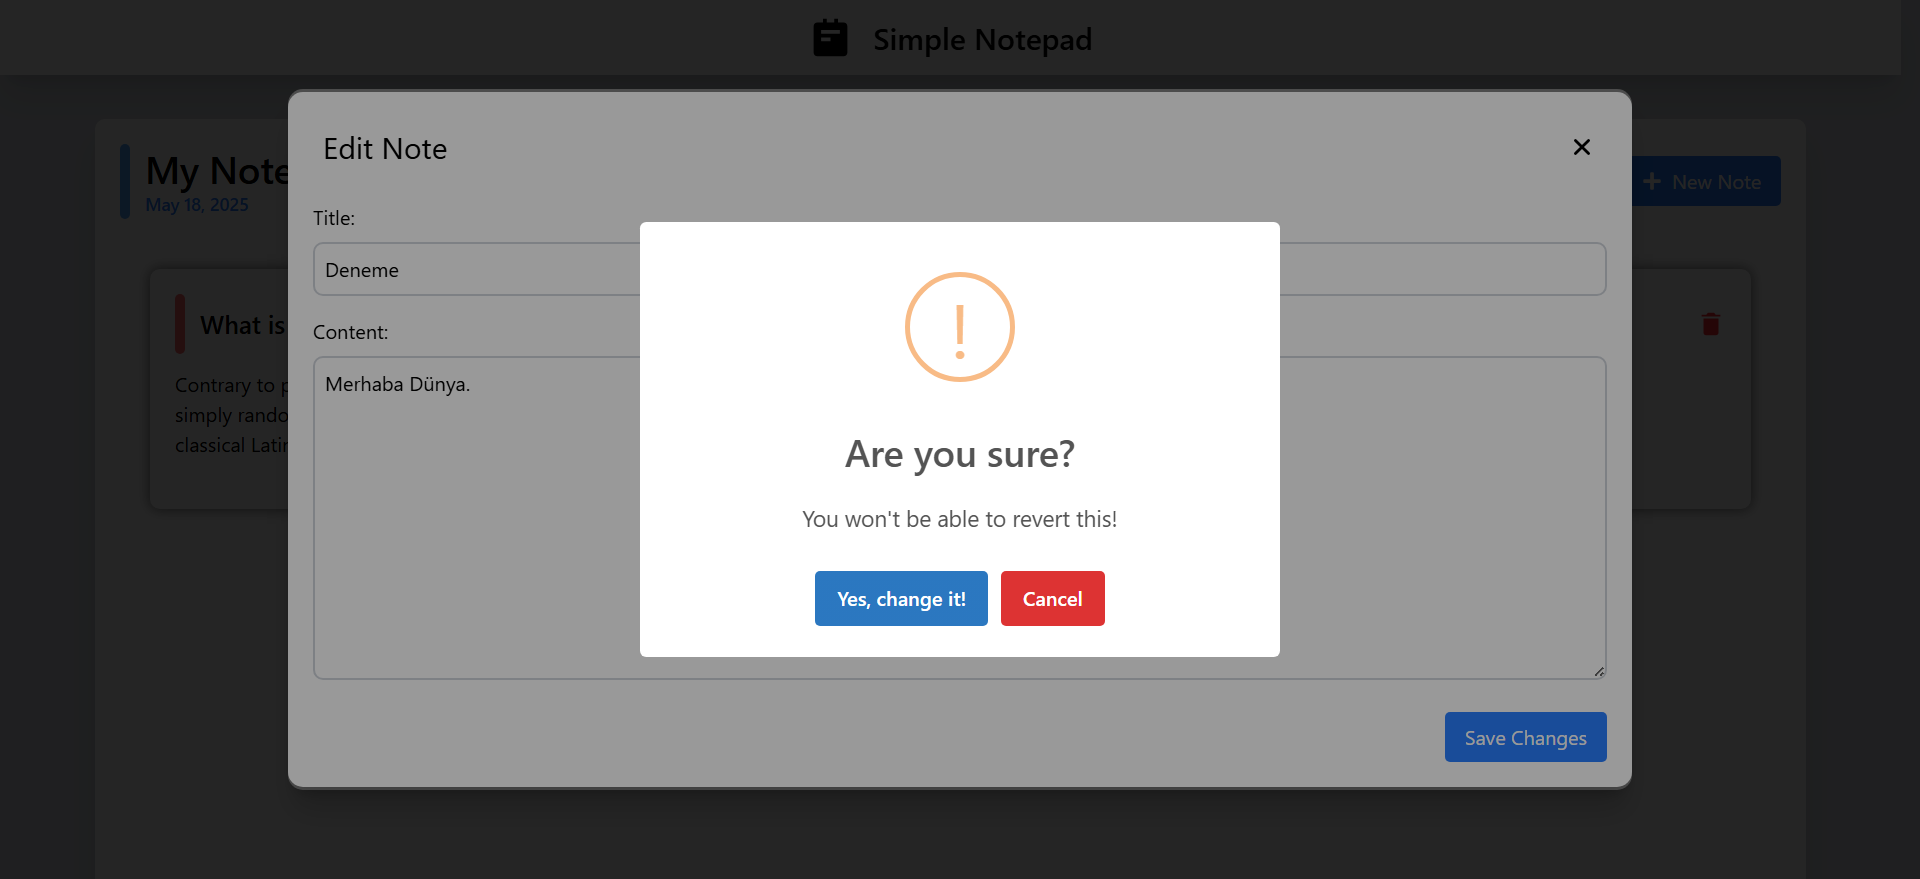 Simple Notepad
Edit Note
My Note
May 18, 2025
New Note
Title:
Deneme
What is
Content:
Merhaba Dünya.
Contrary to
simply rando
classical Latin
!
Are you sure?
You won't be able to revert this!
Yes, change it!
Cancel
Save Changes